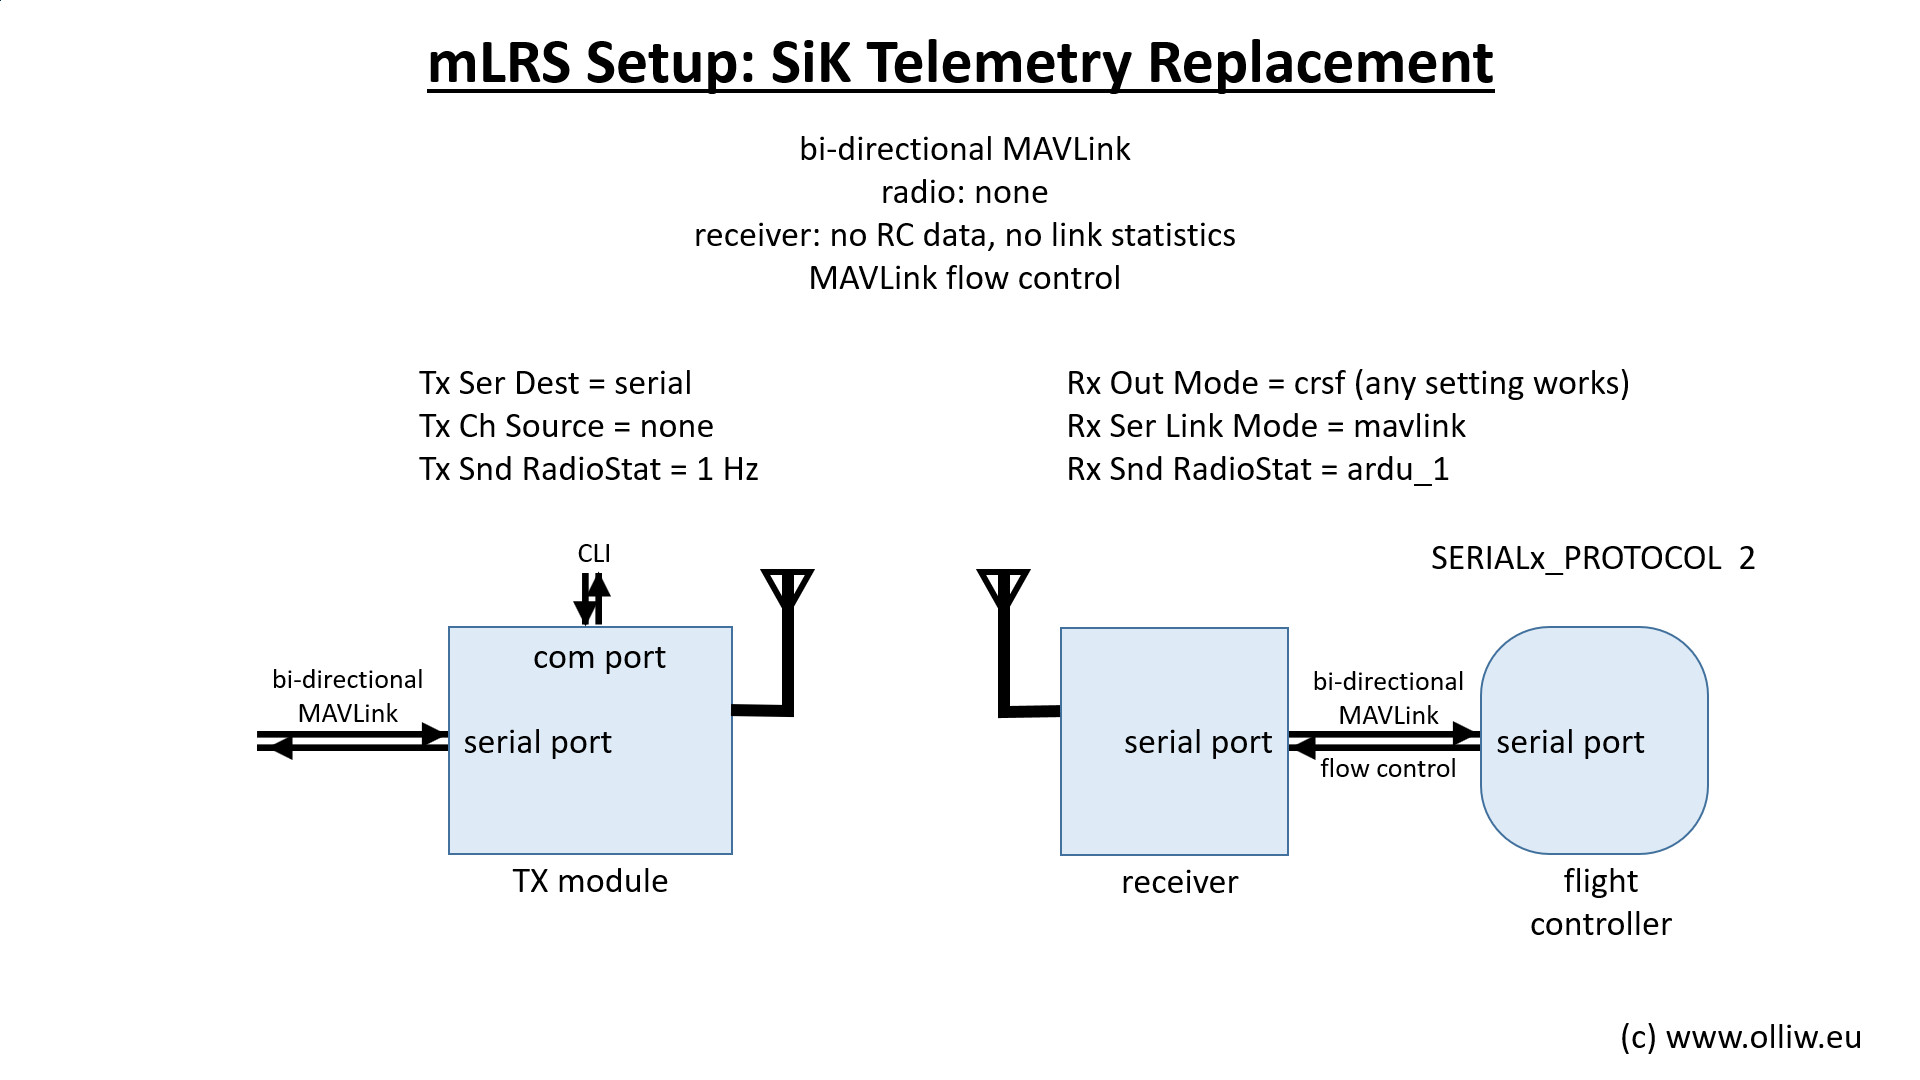 mLRS Setup: SiK Telemetry Replacement
bi-directional MAVLink
radio: none
receiver: no RC data, no link statistics
MAVLink flow control
Tx Ser Dest = serial
Tx Ch Source = none
Tx Snd RadioStat = 1 Hz
Rx Out Mode = crsf (any setting works)
Rx Ser Link Mode = mavlink
Rx Snd RadioStat = ardu_1
CLI
com port
bi-directional
MAVLink
serial port
TX module
serial port
receiver
bi-directional
MAVLink
flow control
SERIALx_PROTOCOL  2
serial port
flight
controller
(c) www.olliw.eu